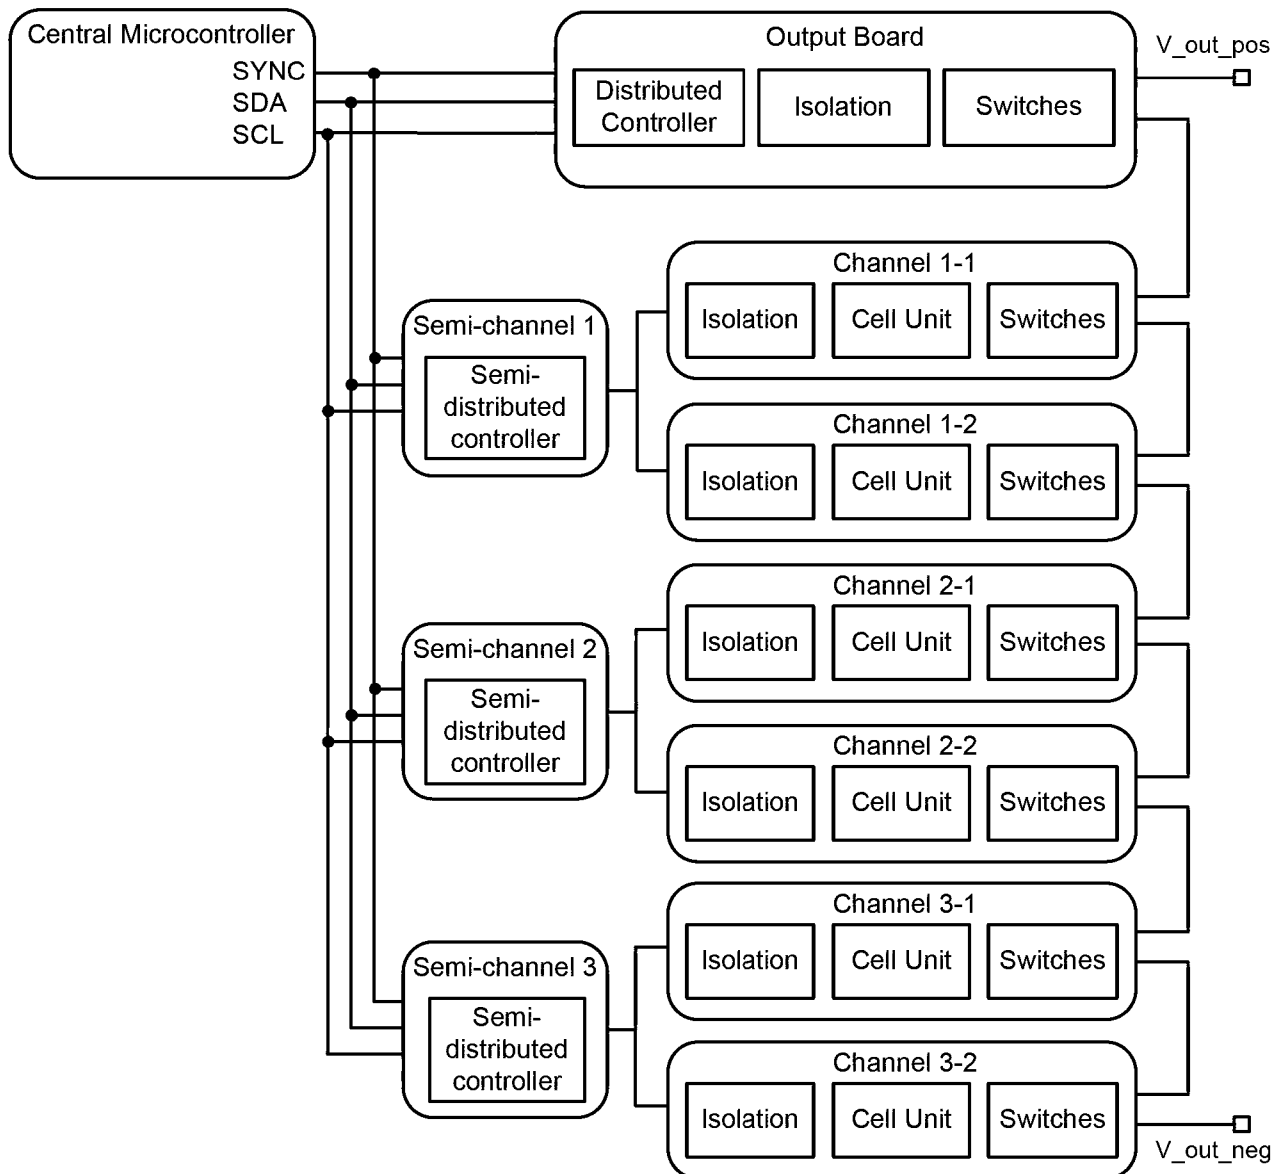 Central Microcontroller
SYNC
SDA
SCL
Output Board
Distributed
Controller
Isolation
Switches
V_out_pos
Semi-channel 1
Semi-
distributed
controller
Channel 1-1
Isolation
Cell Unit
Switches
Channel 1-2
Isolation
Cell Unit
Switches
Semi-channel 2
Semi-
distributed
controller
Channel 2-1
Isolation
Cell Unit
Switches
Channel 2-2
Isolation
Cell Unit
Switches
Semi-channel 3
Semi-
distributed
controller
Channel 3-1
Isolation
Cell Unit
Switches
Channel 3-2
Isolation
Cell Unit
Switches
V_out_neg